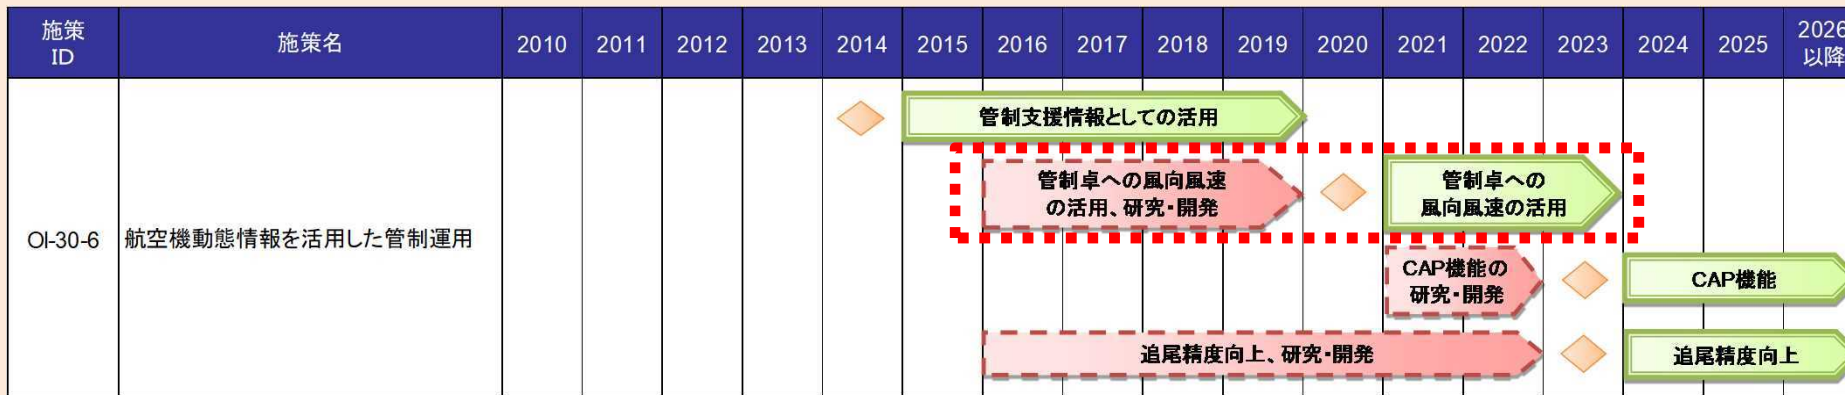 施策
ID
施策名
2010
2011
2012
2013
2014
2015
2016
2017
2018
2019
2020
2021
2022
2023
2024
2025
2026
以降
OI-30-6
航空機動態情報を活用した管制運用
管制支援情報としての活用
管制卓への風向風速
の活用、研究・開発
管制卓への
風向風速の活用
CAP機能の
研究・開発
CAP機能
追尾精度向上、研究・開発
追尾精度向上